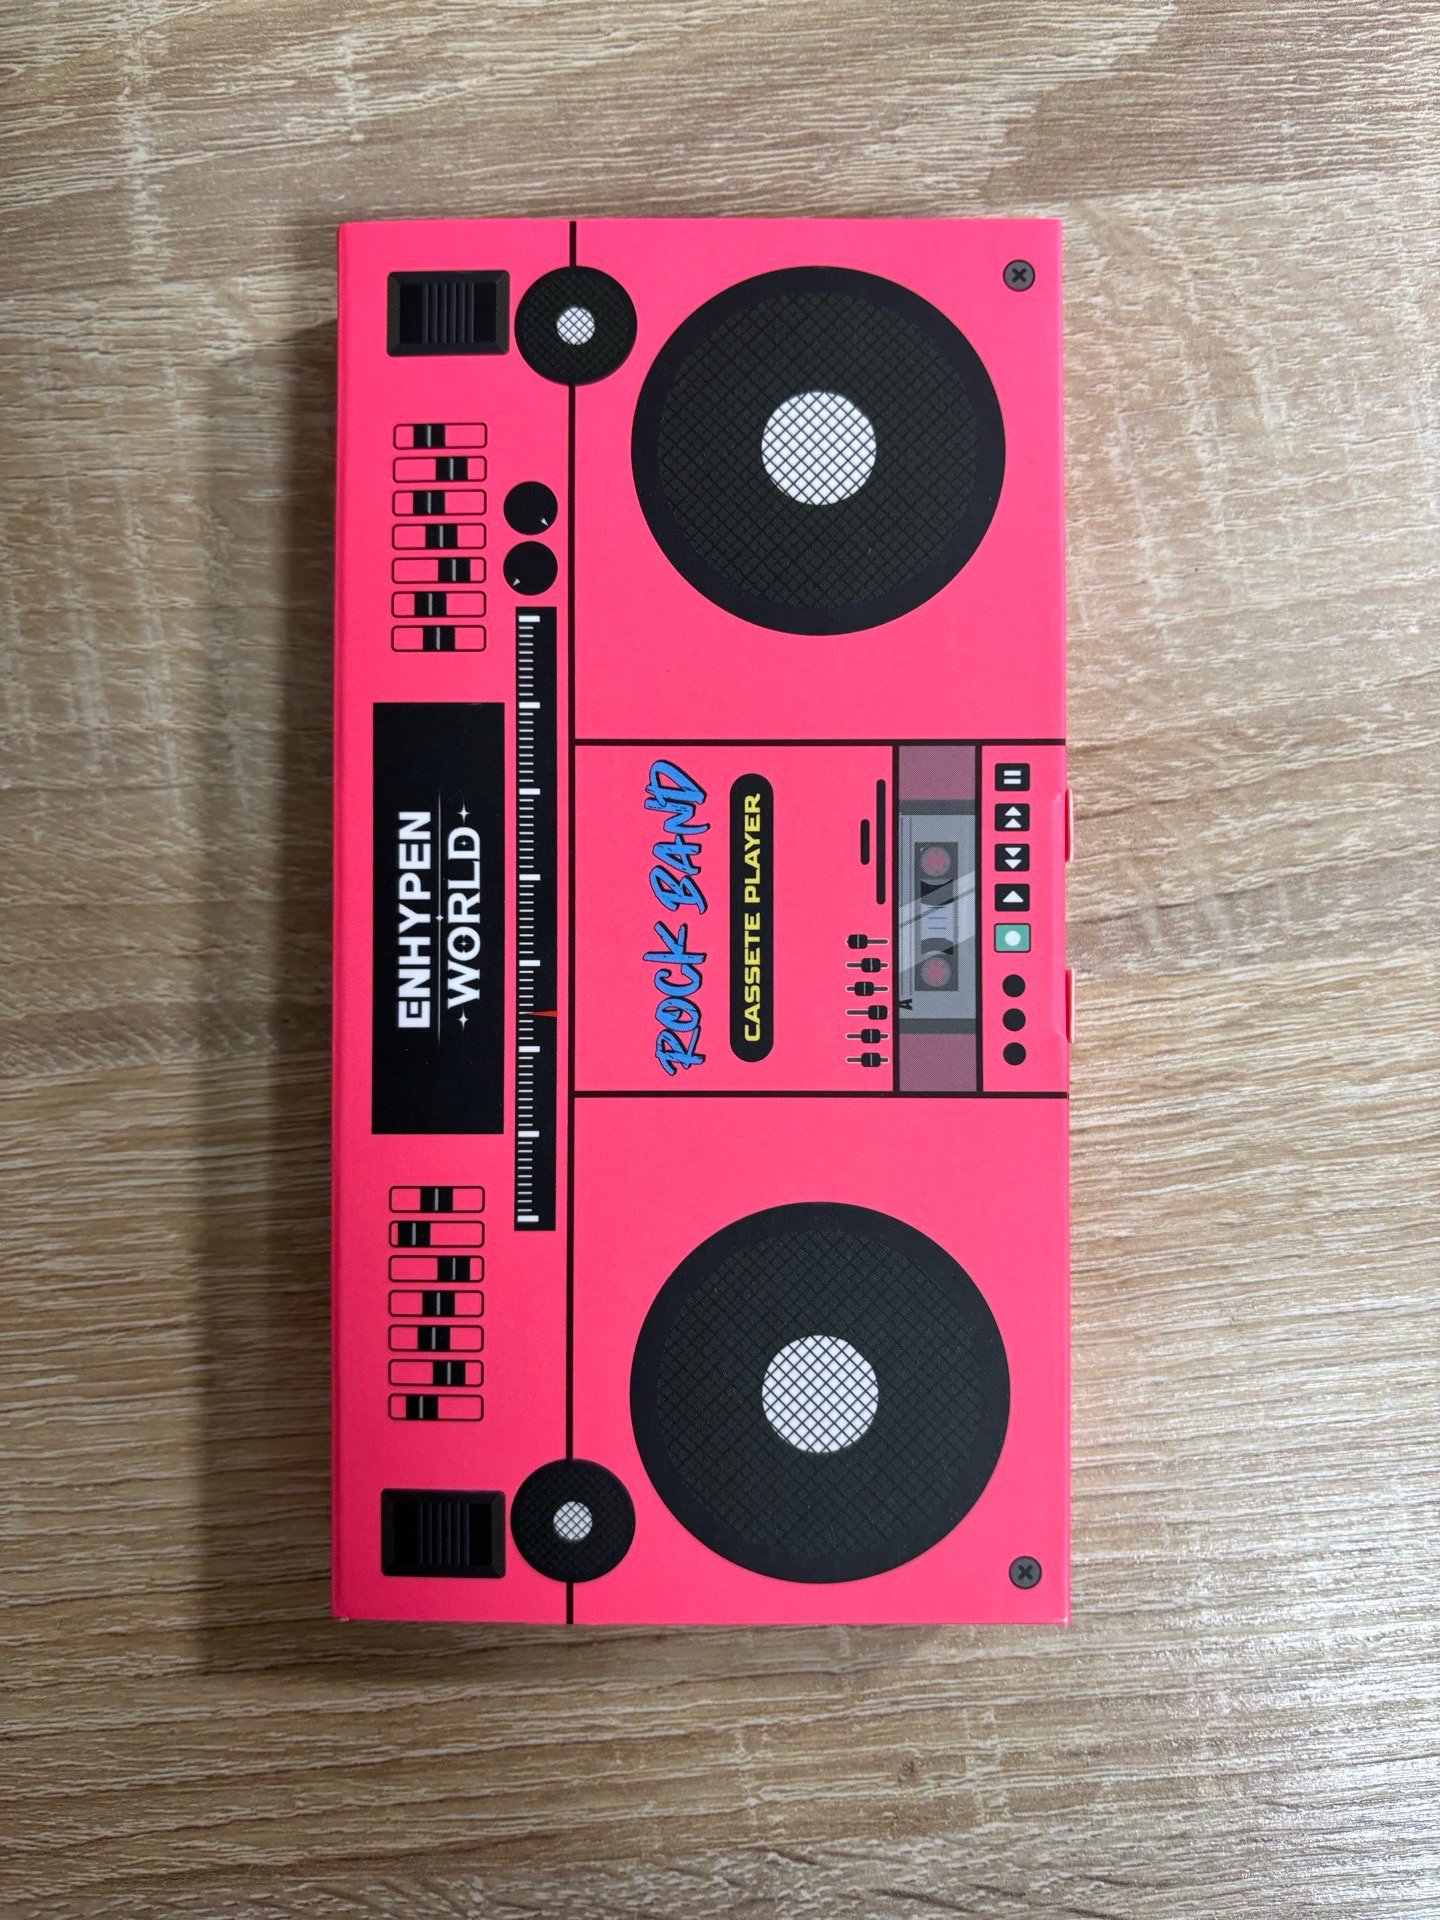 ENHYPEN
WORLD
ROCK BAND
CASSETE PLAYER
A